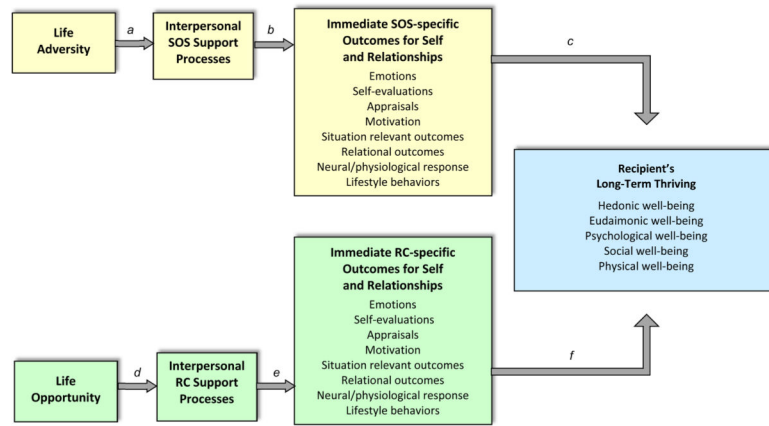 Life
Adversity
a
Interpersonal
SOS Support
Processes
b
Immediate SOS-specific
Outcomes for Self
and Relationships
Emotions
Self-evaluations
Appraisals
Motivation
Situation relevant outcomes
Relational outcomes
Neural/physiological response
Lifestyle behaviors
c
Recipient's
Long-Term Thriving
Hedonic well-being
Eudaimonic well-being
Psychological well-being
Social well-being
Physical well-being
Life
Opportunity
d
Interpersonal
RC Support
Processes
e
Immediate RC-specific
Outcomes for Self
and Relationships
Emotions
Self-evaluations
Appraisals
Motivation
Situation relevant outcomes
Relational outcomes
Neural/physiological response
Lifestyle behaviors
f